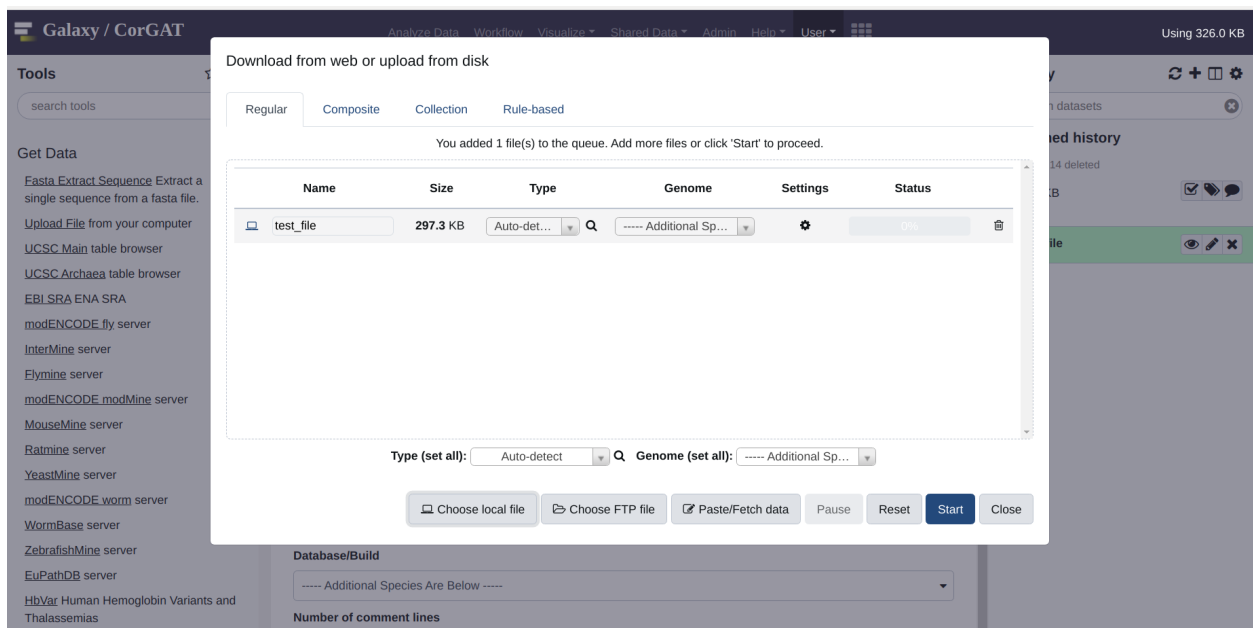 Galaxy / CorGAT
Analyze Data Workflow Visualize Shared Data Admin Help User
Using 326.0 KB
Tools
search tools
Get Data
Fasta Extract Sequence Extract a
single sequence from a fasta file.
Upload File from your computer
UCSC Main table browser
UCSC Archaea table browser
EBI SRA ENA SRA
modENCODE fly server
InterMine server
Flymine server
modENCODE modMine server
MouseMine server
Ratmine server
YeastMine server
modENCODE worm server
WormBase server
ZebrafishMine server
EuPathDB server
HbVar Human Hemoglobin Variants and
Thalassemias
Download from web or upload from disk
Regular Composite Collection Rule-based
You added 1 file(s) to the queue. Add more files or click 'Start' to proceed.
Name Size Type Genome Settings Status
test_file 297.3 KB Auto-det... ----- Additional Sp... 0%
Type (set all): Auto-detect Genome (set all): ----- Additional Sp...
Choose local file Choose FTP file Paste/Fetch data Pause Reset Start Close
Database/Build
----- Additional Species Are Below -----
Number of comment lines
y
datasets
ed history
14 deleted
KB
ile